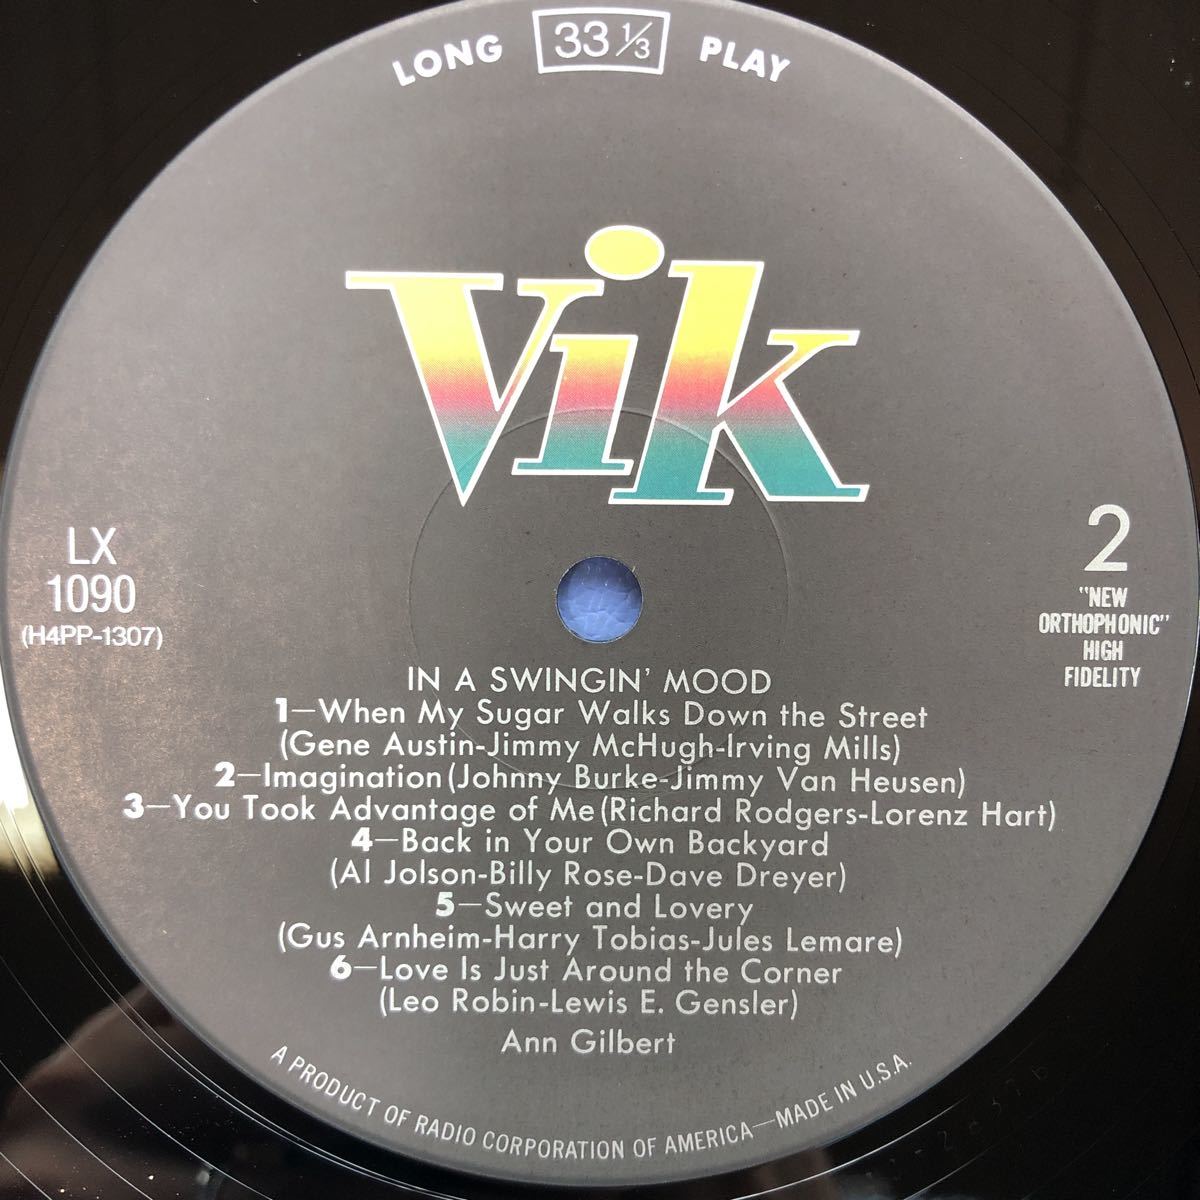 LONG 33 1/3 PLAY
Vik
LX
1090
(H4PP-1307)
2
"NEW
ORTHOPHONIC"
HIGH
FIDELITY
IN A SWINGIN' MOOD
1—When My Sugar Walks Down the Street
(Gene Austin-Jimmy McHugh-Irving Mills)
2—Imagination (Johnny Burke-Jimmy Van Heusen)
3—You Took Advantage of Me (Richard Rodgers-Lorenz Hart)
4—Back in Your Own Backyard
(Al Jolson-Billy Rose-Dave Dreyer)
5—Sweet and Lovery
(Gus Arnheim-Harry Tobias-Jules Lemare)
6—Love Is Just Around the Corner
(Leo Robin-Lewis E. Gensler)
Ann Gilbert
A PRODUCT OF RADIO CORPORATION OF AMERICA—MADE IN U.S.A.